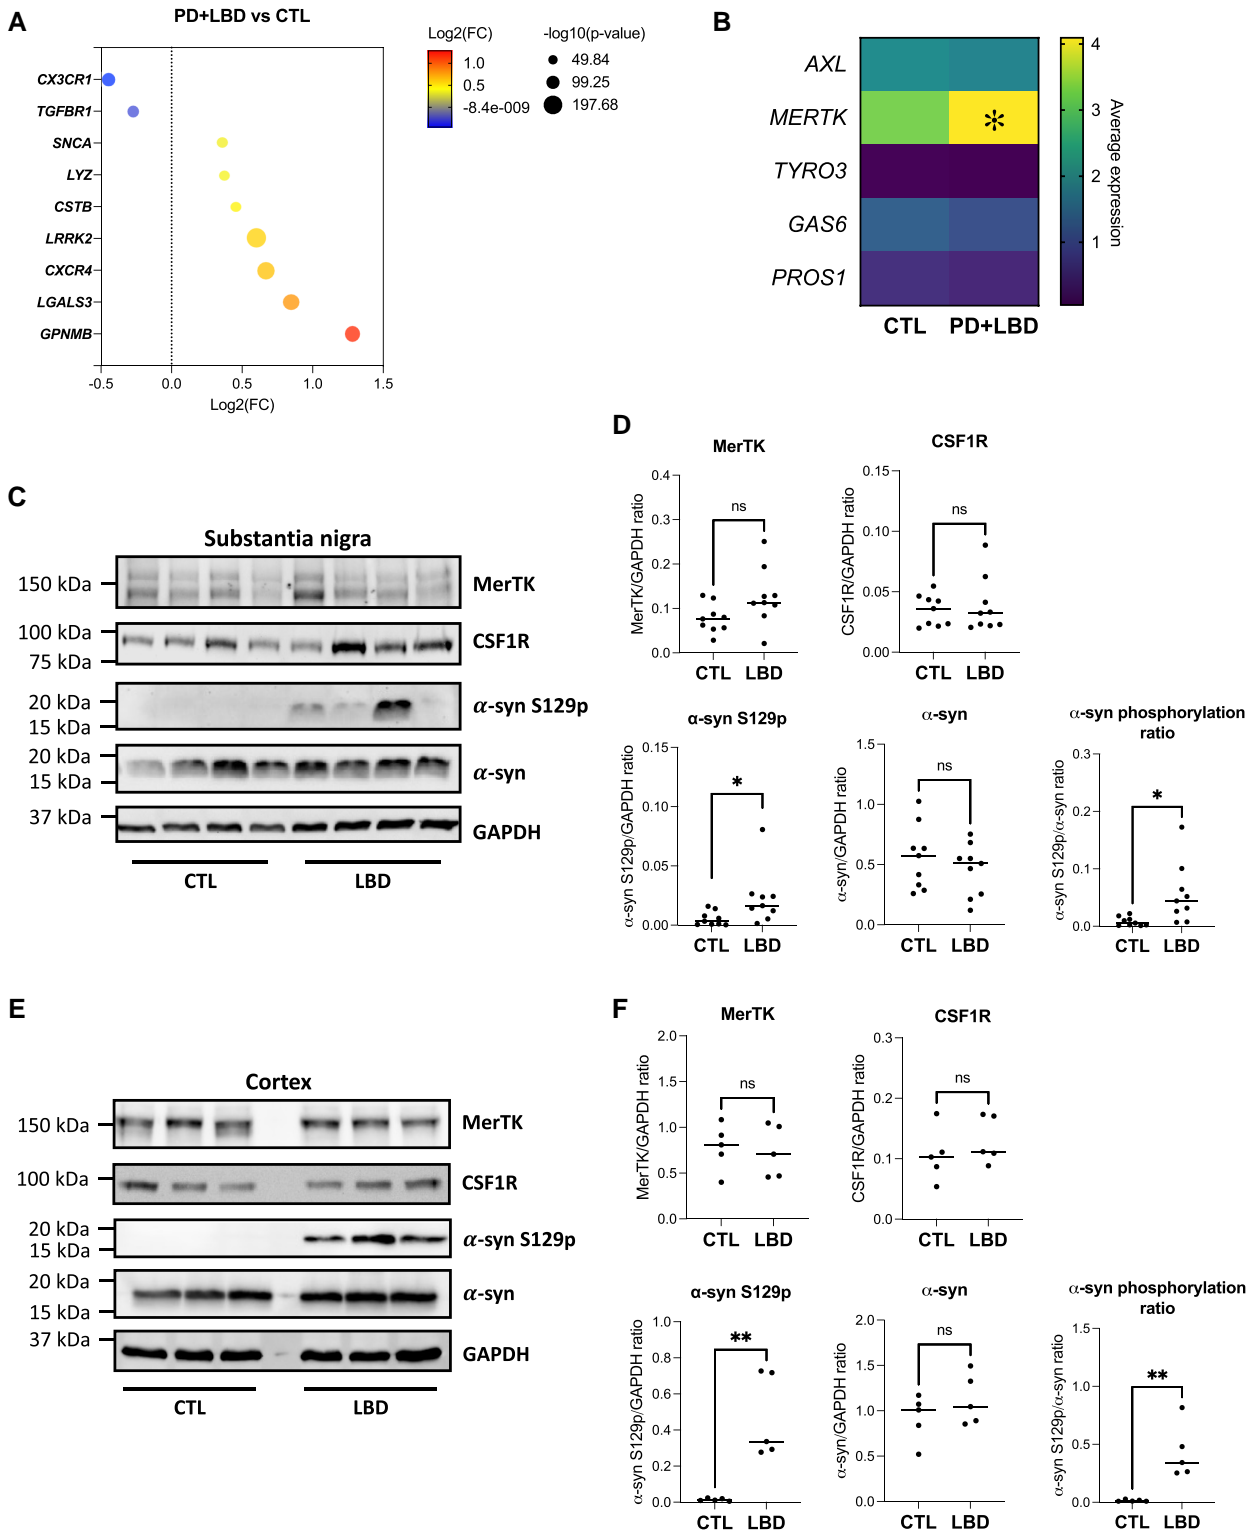 A
PD+LBD vs CTL
CX3CR1
TGFBR1
SNCA
LYZ
CSTB
LRRK2
CXCR4
LGALS3
GPNMB
-0.5 0.0 0.5 1.0 1.5
Log2(FC)
Log2(FC)
1.0
0.5
-8.4e-009
-log10(p-value)
49.84
99.25
197.68
B
AXL
MERTK
TYRO3
GAS6
PROS1
*
CTL PD+LBD
4
3
2
1
Average expression
C
Substantia nigra
150 kDa
MerTK
100 kDa
75 kDa
CSF1R
20 kDa
15 kDa
α-syn S129p
20 kDa
15 kDa
α-syn
37 kDa
GAPDH
CTL LBD
D
MerTK
MerTK/GAPDH ratio
0.4
0.3
0.2
0.1
0.0
ns
CTL LBD
CSF1R
CSF1R/GAPDH ratio
0.15
0.10
0.05
0.00
ns
CTL LBD
α-syn S129p
α-syn S129p/GAPDH ratio
0.15
0.10
0.05
0.00
*
CTL LBD
α-syn
α-syn/GAPDH ratio
1.5
1.0
0.5
0.0
ns
CTL LBD
α-syn phosphorylation
ratio
α-syn S129p/α-syn ratio
0.3
0.2
0.1
0.0
*
CTL LBD
E
Cortex
150 kDa
MerTK
100 kDa
CSF1R
20 kDa
15 kDa
α-syn S129p
20 kDa
15 kDa
α-syn
37 kDa
GAPDH
CTL LBD
F
MerTK
MerTK/GAPDH ratio
2.0
1.5
1.0
0.5
0.0
ns
CTL LBD
CSF1R
CSF1R/GAPDH ratio
0.3
0.2
0.1
0.0
ns
CTL LBD
α-syn S129p
α-syn S129p/GAPDH ratio
1.0
0.8
0.6
0.4
0.2
0.0
**
CTL LBD
α-syn
α-syn/GAPDH ratio
2.0
1.5
1.0
0.5
0.0
ns
CTL LBD
α-syn phosphorylation
ratio
α-syn S129p/α-syn ratio
1.5
1.0
0.5
0.0
**
CTL LBD